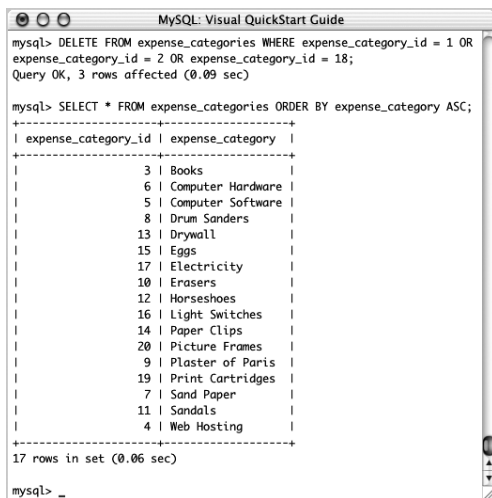 MySQL: Visual QuickStart Guide
mysql> DELETE FROM expense_categories WHERE expense_category_id = 1 OR
expense_category_id = 2 OR expense_category_id = 18;
Query OK, 3 rows affected (0.09 sec)
mysql> SELECT * FROM expense_categories ORDER BY expense_category ASC;
+---------------------+-------------------+
| expense_category_id | expense_category  |
+---------------------+-------------------+
|                   3 | Books             |
|                   6 | Computer Hardware |
|                   5 | Computer Software |
|                   8 | Drum Sanders      |
|                  13 | Drywall           |
|                  15 | Eggs              |
|                  17 | Electricity       |
|                  10 | Erasers           |
|                  12 | Horseshoes        |
|                  16 | Light Switches    |
|                  14 | Paper Clips       |
|                  20 | Picture Frames    |
|                   9 | Plaster of Paris  |
|                  19 | Print Cartridges  |
|                   7 | Sand Paper        |
|                  11 | Sandals           |
|                   4 | Web Hosting       |
+---------------------+-------------------+
17 rows in set (0.06 sec)
mysql> _